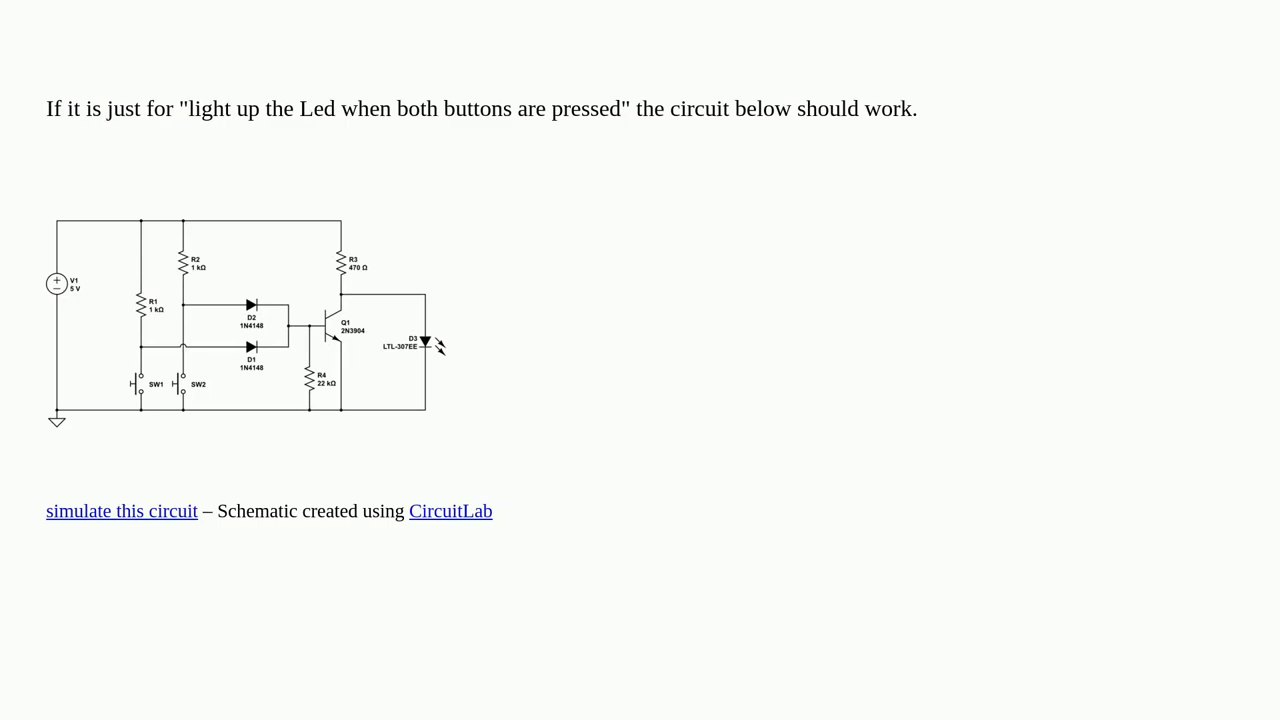 If it is just for "light up the Led when both buttons are pressed" the circuit below should work.
V1
5 V
R1
1 kΩ
R2
1 kΩ
R3
470 Ω
D2
1N4148
D1
1N4148
Q1
2N3904
R4
22 kΩ
D3
LTL-307EE
SW1
SW2
simulate this circuit – Schematic created using CircuitLab